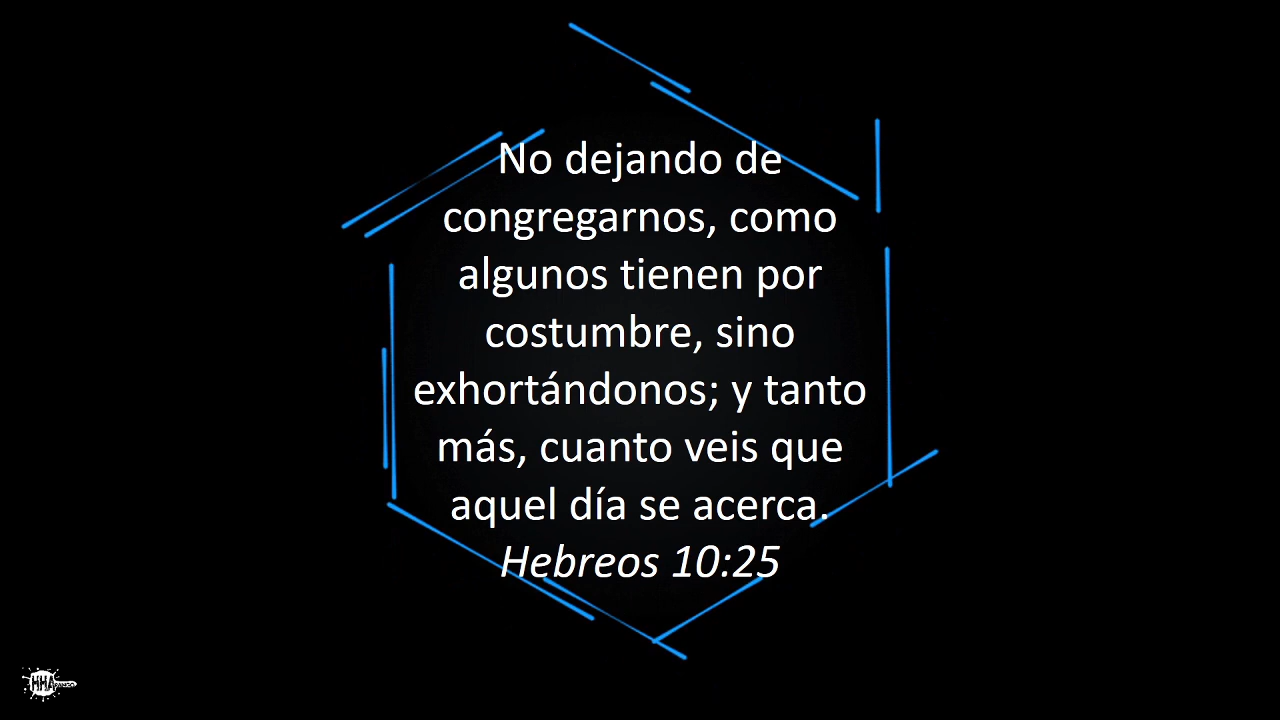 No dejando de
congregarnos, como
algunos tienen por
costumbre, sino
exhortándonos; y tanto
más, cuanto veis que
aquel día se acerca.
Hebreos 10:25
HHA